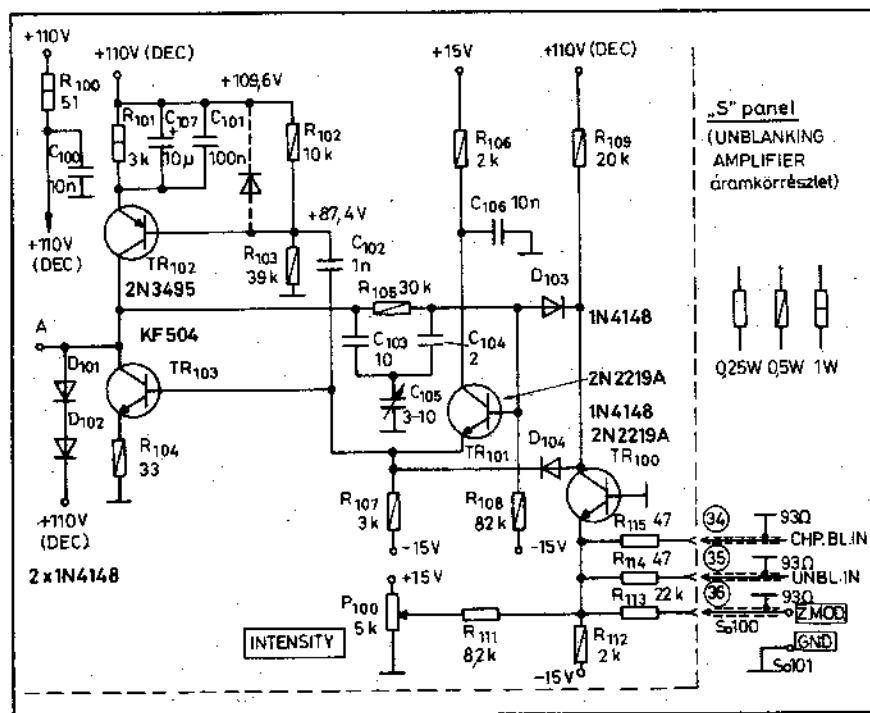 +110V
R100
51
C100
10n
+110V
(DEC)
+110V (DEC)
R101
3k
C107
+
10µ
C101
100n
+109,6V
R102
10k
+87,4V
R103
39k
C102
1n
TR102
2N3495
+15V
R106
2k
C106 10n
+110V (DEC)
R109
20k
D103
1N4148
R105 30k
C103
10
C104
2
C105
3-10
A
KF504
TR103
D101
D102
R104
33
+110V
(DEC)
2x1N4148
2N2219A
1N4148
2N2219A
TR101
D104
TR100
R107
3k
-15V
R108
82k
-15V
+15V
P100
5k
INTENSITY
R111
8,2k
R115 47
R114 47
R113 22k
R112
2k
-15V
34
93Ω
CHP.BL.IN
35
93Ω
UNBL.IN
36
93Ω
Z.MOD
So100
GND
So101
„S" panel
(UNBLANKING
AMPLIFIER
áramkörrészlet)
0,25W 0,5W 1W